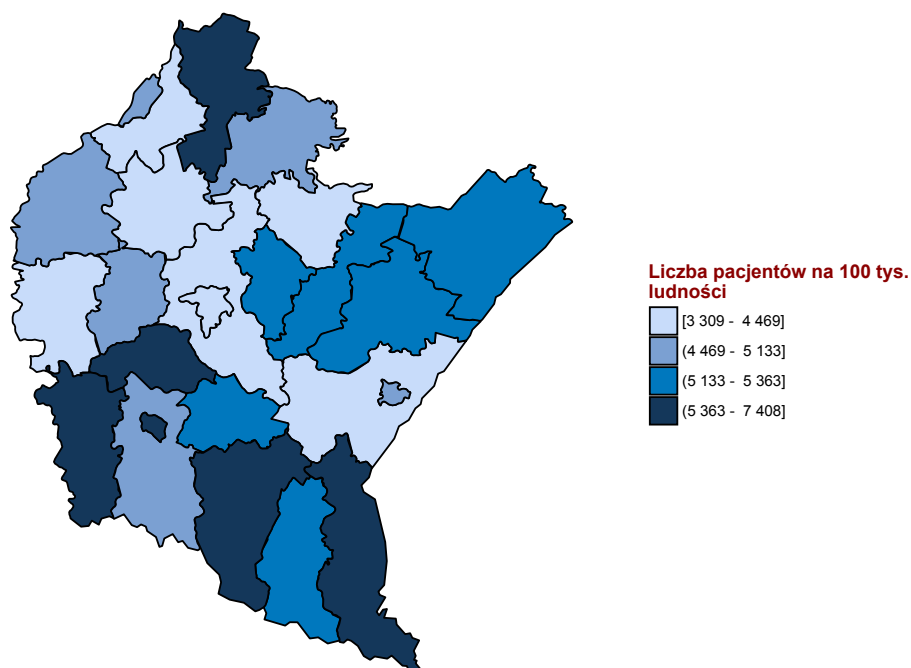 Liczba pacjentów na 100 tys.
ludności
[3 309 - 4 469]
(4 469 - 5 133]
(5 133 - 5 363]
(5 363 - 7 408]